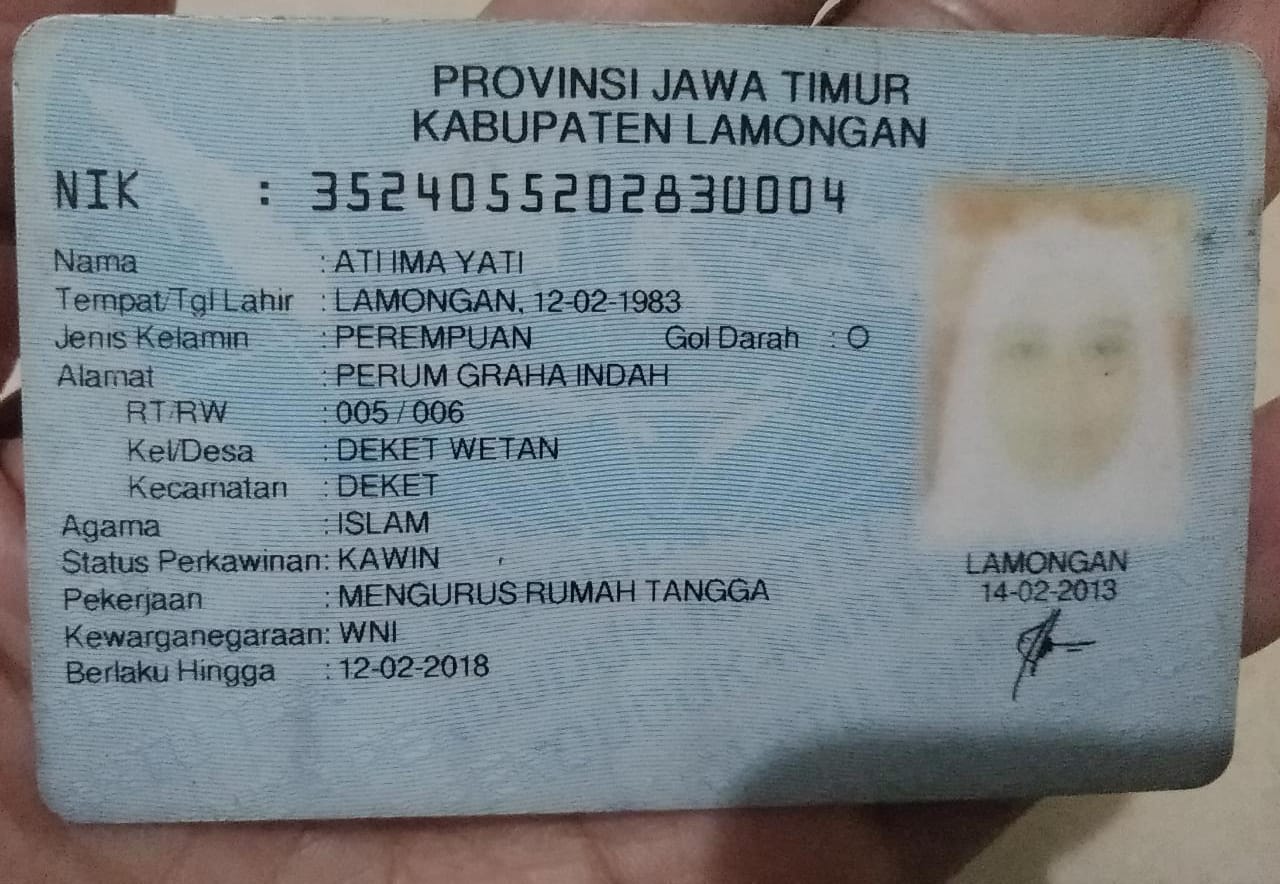 PROVINSI JAWA TIMUR
KABUPATEN LAMONGAN
NIK : 3524055202830004
Nama : ATI IMA YATI
Tempat/Tgl Lahir : LAMONGAN, 12-02-1983
Jenis Kelamin : PEREMPUAN Gol Darah : O
Alamat : PERUM GRAHA INDAH
RT/RW : 005 / 006
Kel/Desa : DEKET WETAN
Kecamatan : DEKET
Agama : ISLAM
Status Perkawinan: KAWIN
Pekerjaan : MENGURUS RUMAH TANGGA
Kewarganegaraan: WNI
Berlaku Hingga : 12-02-2018
LAMONGAN
14-02-2013